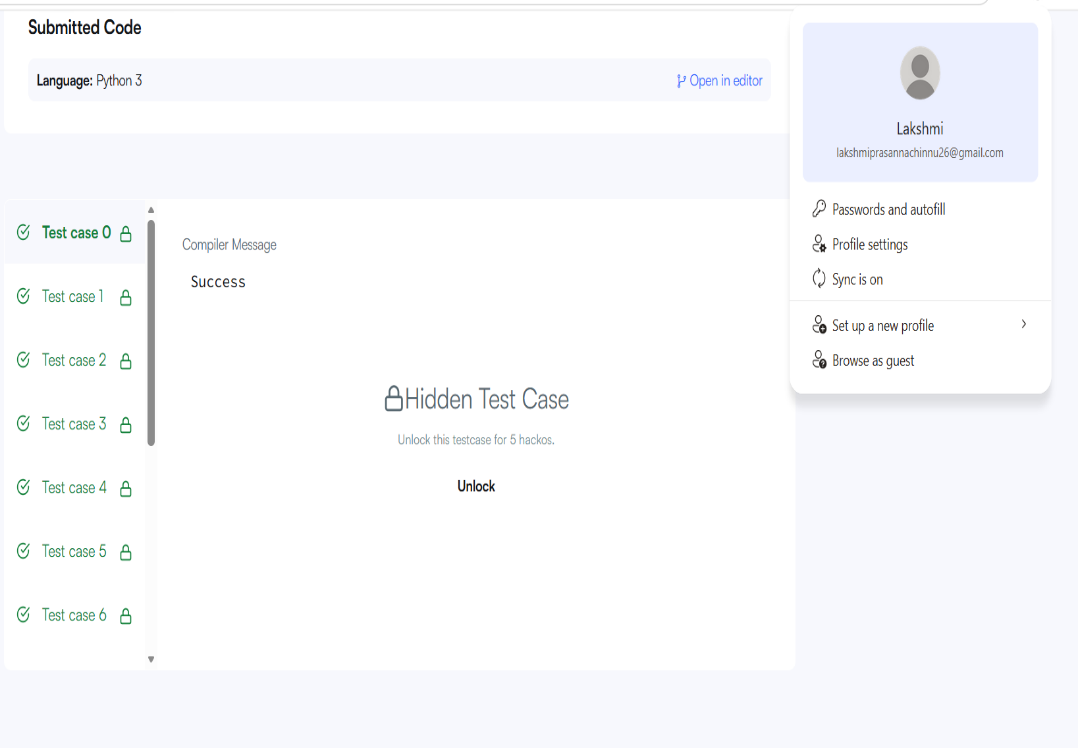 Submitted Code
Language: Python 3
Open in editor
Test case 0
Test case 1
Test case 2
Test case 3
Test case 4
Test case 5
Test case 6
Compiler Message
Success
Hidden Test Case
Unlock this testcase for 5 hackos.
Unlock
Lakshmi
lakshmiprasannachinnu26@gmail.com
Passwords and autofill
Profile settings
Sync is on
Set up a new profile
Browse as guest